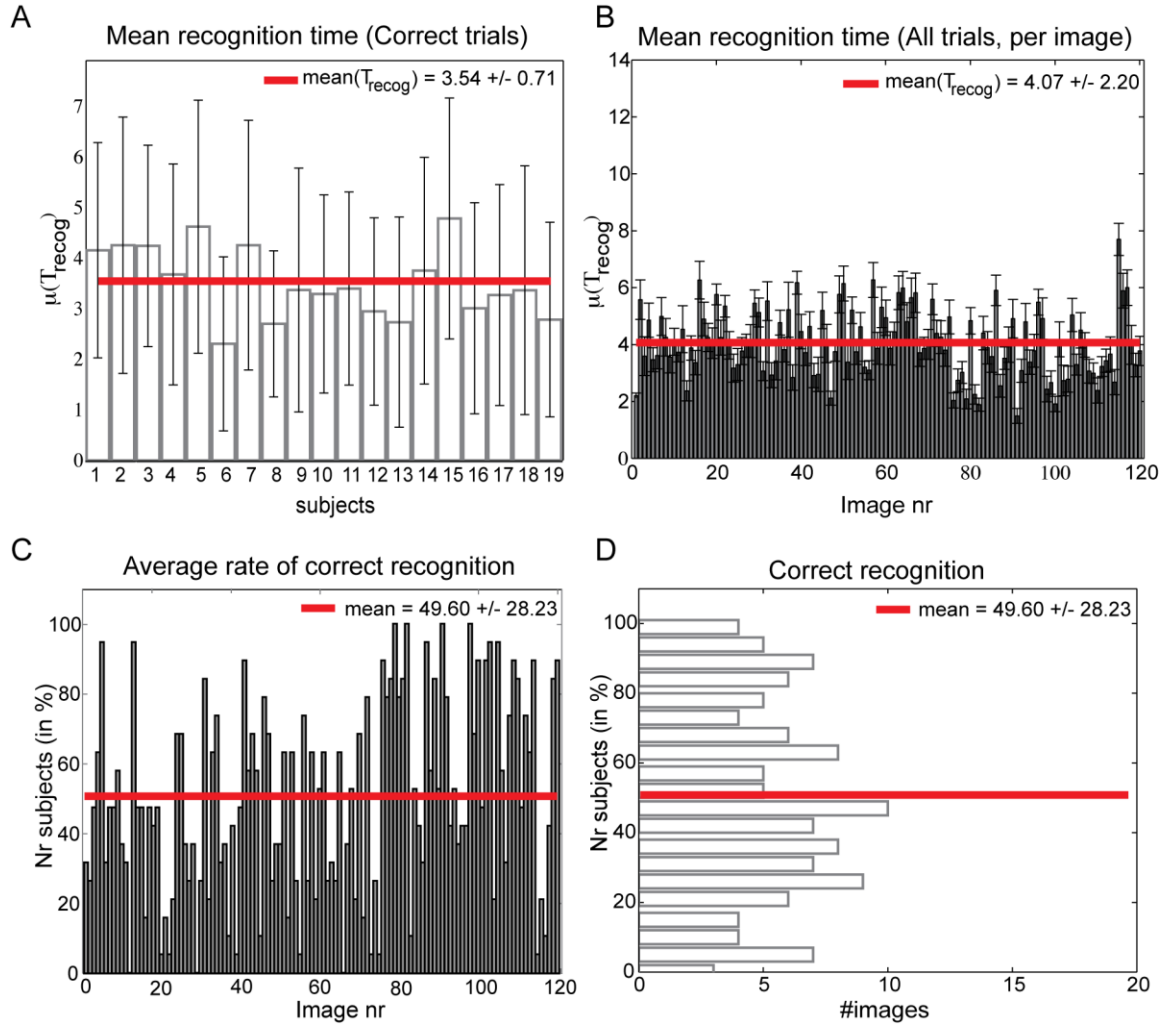 A
Mean recognition time (Correct trials)
mean(Trecog) = 3.54 +/- 0.71
7
6
5
4
3
2
1
0
μ(Trecog)
1 2 3 4 5 6 7 8 9 10 11 12 13 14 15 16 17 18 19
subjects
B
Mean recognition time (All trials, per image)
mean(Trecog) = 4.07 +/- 2.20
14
12
10
8
6
4
2
0
μ(Trecog)
0 20 40 60 80 100 120
Image nr
C
Average rate of correct recognition
mean = 49.60 +/- 28.23
100
80
60
40
20
0
Nr subjects (in %)
0 20 40 60 80 100 120
Image nr
D
Correct recognition
mean = 49.60 +/- 28.23
100
80
60
40
20
0
Nr subjects (in %)
0 5 10 15 20
#images